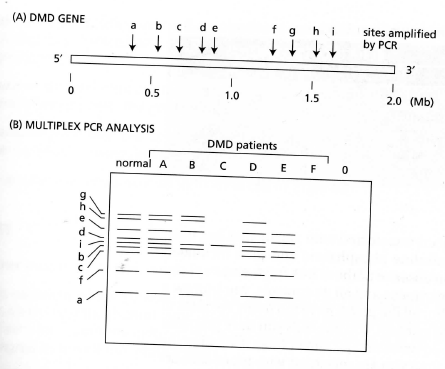 (A) DMD GENE
a b c d e f g h i sites amplified
by PCR
5′ 3′
0 0.5 1.0 1.5 2.0 (Mb)
(B) MULTIPLEX PCR ANALYSIS
DMD patients
normal A B C D E F 0
g
h
e
d
i
b
c
f
a